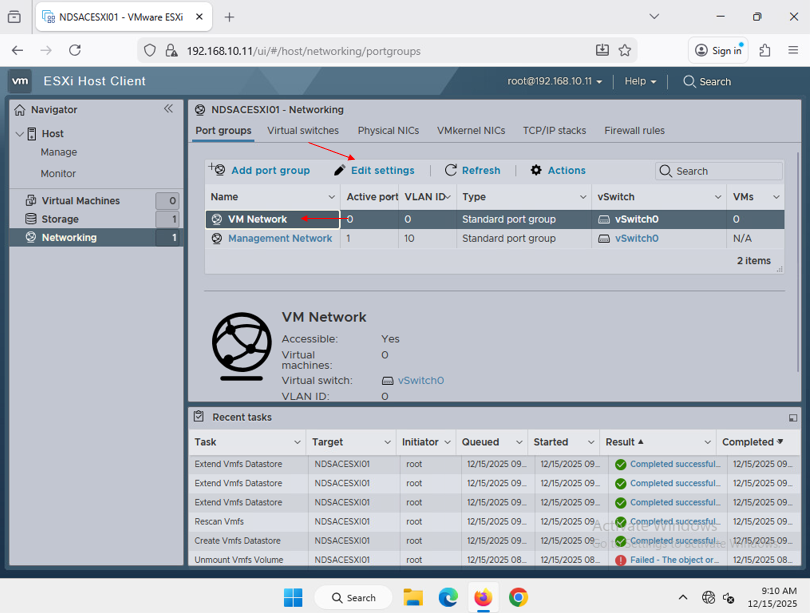 NDSACESXI01 - VMware ESXi
192.168.10.11/ui/#/host/networking/portgroups
Sign in
vm ESXi Host Client
root@192.168.10.11
Help
Search
Navigator
Host
Manage
Monitor
Virtual Machines 0
Storage 1
Networking 1
NDSACESXI01 - Networking
Port groups Virtual switches Physical NICs VMkernel NICs TCP/IP stacks Firewall rules
Add port group Edit settings Refresh Actions Search
Name Active port VLAN ID Type vSwitch VMs
VM Network 0 0 Standard port group vSwitch0 0
Management Network 1 10 Standard port group vSwitch0 N/A
2 items
VM Network
Accessible: Yes
Virtual machines: 0
Virtual switch: vSwitch0
VLAN ID: 0
Recent tasks
Task Target Initiator Queued Started Result Completed
Extend Vmfs Datastore NDSACESXI01 root 12/15/2025 09... 12/15/2025 09... Completed successful... 12/15/2025 09...
Extend Vmfs Datastore NDSACESXI01 root 12/15/2025 09... 12/15/2025 09... Completed successful... 12/15/2025 09...
Extend Vmfs Datastore NDSACESXI01 root 12/15/2025 09... 12/15/2025 09... Completed successful... 12/15/2025 09...
Rescan Vmfs NDSACESXI01 root 12/15/2025 09... 12/15/2025 09... Completed successful... 12/15/2025 09...
Create Vmfs Datastore NDSACESXI01 root 12/15/2025 09... 12/15/2025 09... Completed successful... 12/15/2025 09...
Unmount Vmfs Volume NDSACESXI01 root 12/15/2025 08... 12/15/2025 08... Failed - The object or... 12/15/2025 08...
Activate Windows
Go to Settings to activate Windows.
Search
9:10 AM
12/15/2025